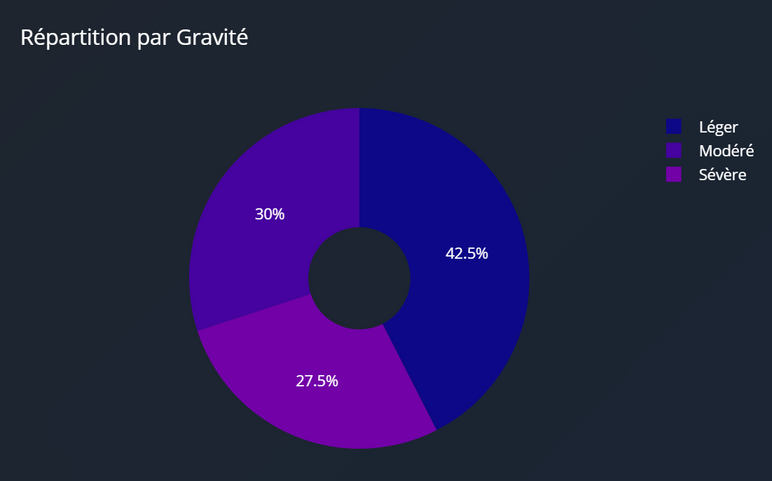 Répartition par Gravité
Léger
Modéré
Sévère
30%
42.5%
27.5%